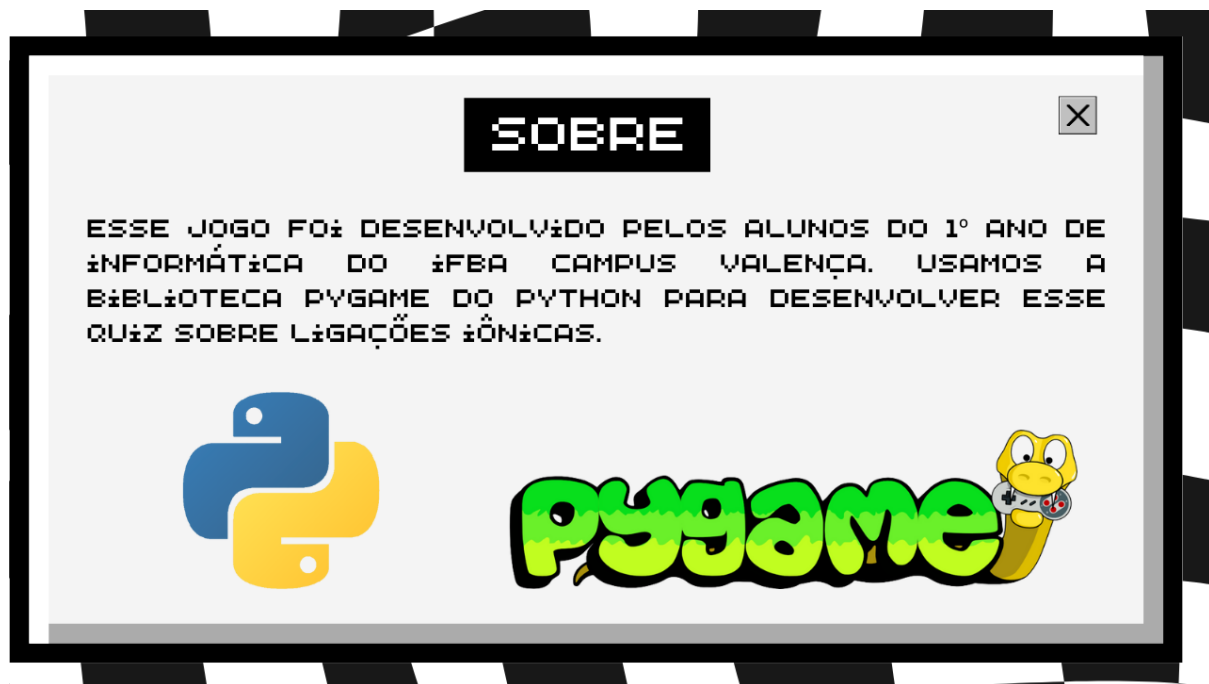 SOBRE
ESSE JOGO FOi DESENVOLViDO PELOS ALUNOS DO 1° ANO DE
iNFORMÁTiCA DO iFBA CAMPUS VALENÇA. USAMOS A
BiBLiOTECA PYGAME DO PYTHON PARA DESENVOLVER ESSE
QUiZ SOBRE LiGAÇÕES iÔNiCAS.
pygame